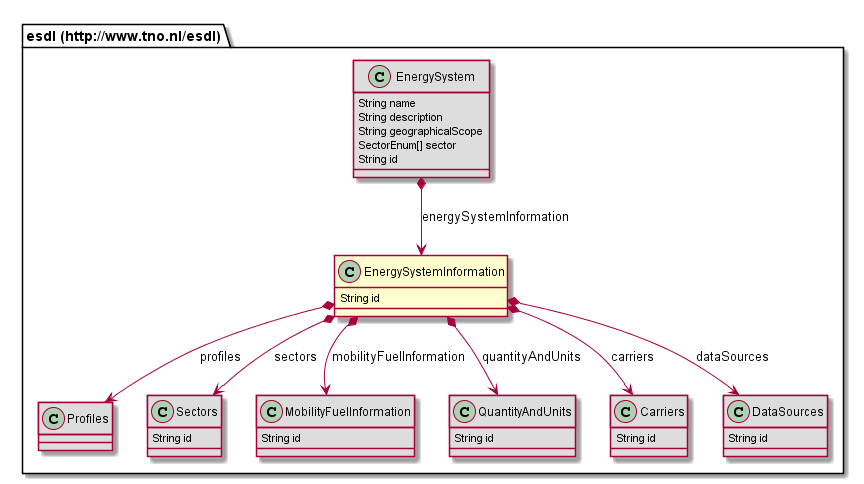 esdl (http://www.tno.nl/esdl)
C EnergySystem
String name
String description
String geographicalScope
SectorEnum[] sector
String id
energySystemInformation
C EnergySystemInformation
String id
profiles
sectors
mobilityFuelInformation
quantityAndUnits
carriers
dataSources
C Profiles
C Sectors
String id
C MobilityFuelInformation
String id
C QuantityAndUnits
String id
C Carriers
String id
C DataSources
String id